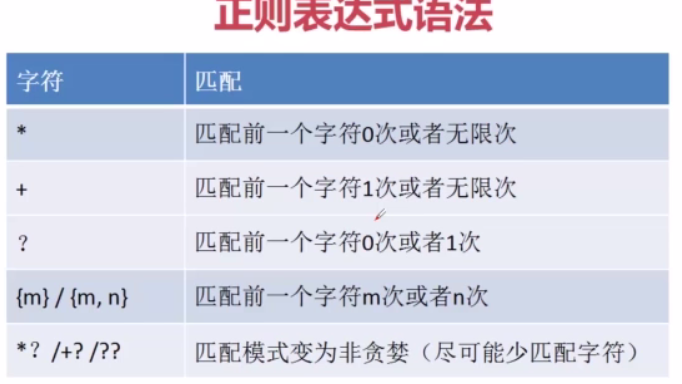 正则表达式语法
字符 匹配
* 匹配前一个字符0次或者无限次
+ 匹配前一个字符1次或者无限次
？ 匹配前一个字符0次或者1次
{m} / {m, n} 匹配前一个字符m次或者n次
*？/+? /?? 匹配模式变为非贪婪（尽可能少匹配字符）